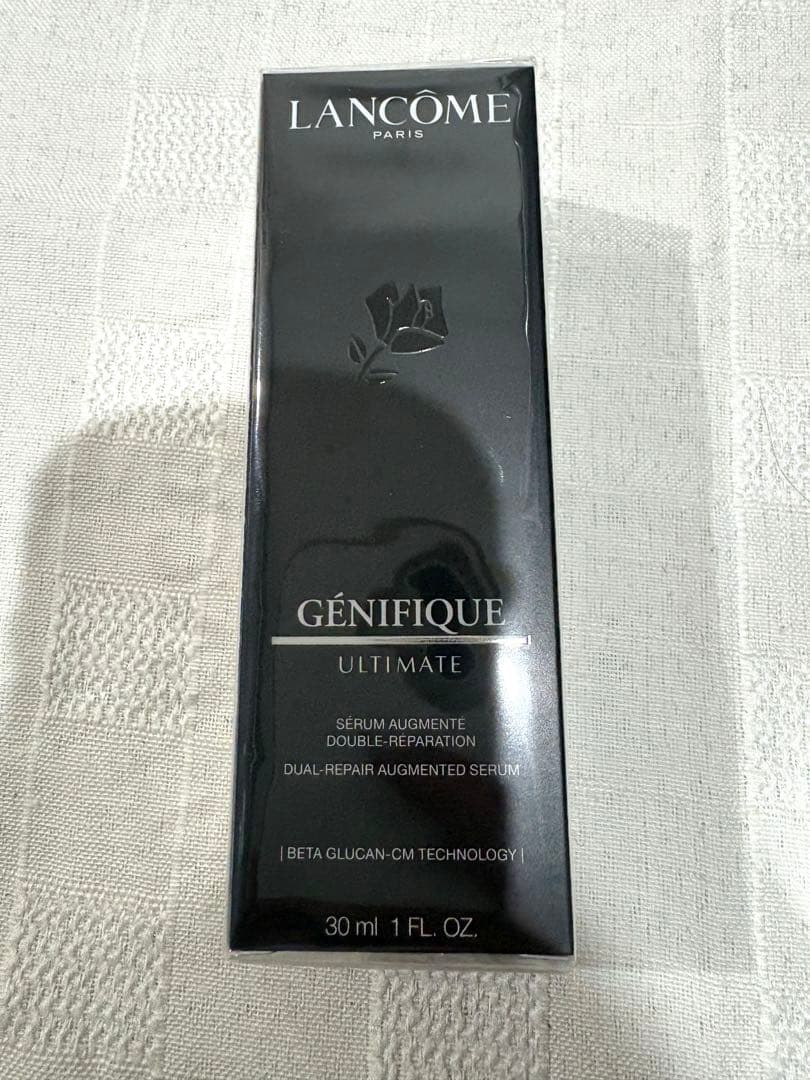 LANCÔME
PARIS
GÉNIFIQUE
ULTIMATE
SÉRUM AUGMENTÉ
DOUBLE-RÉPARATION
DUAL-REPAIR AUGMENTED SERUM
| BETA GLUCAN-CM TECHNOLOGY |
30 ml 1 FL. OZ.